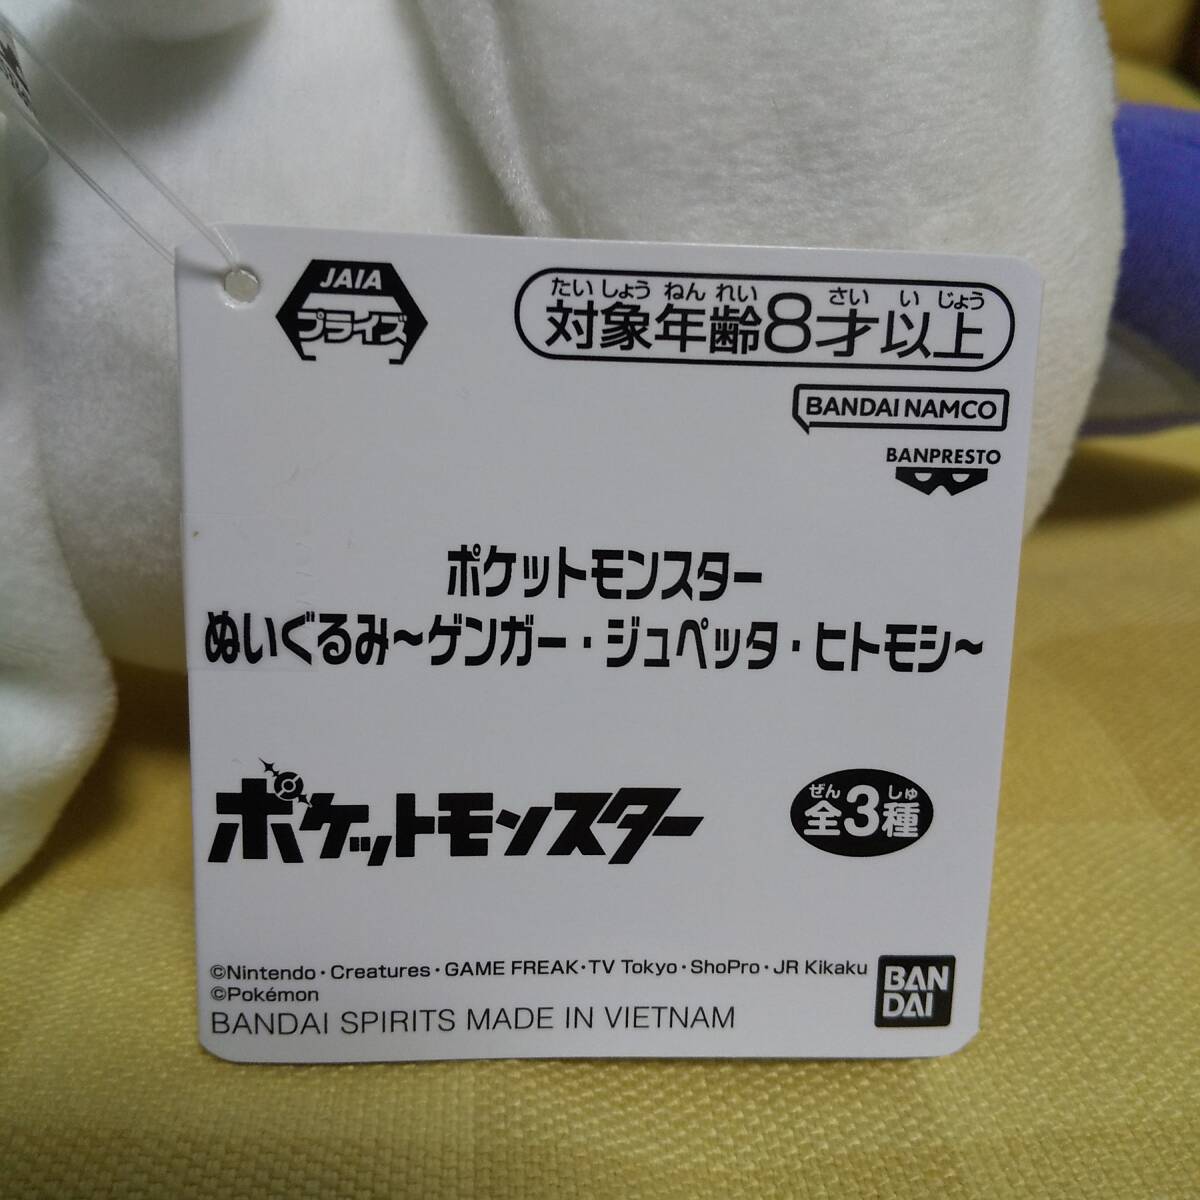 JAIA
プライズ
たいしょうねんれい さいいじょう
対象年齢8才以上
BANDAI NAMCO
BANPRESTO
ポケットモンスター
ぬいぐるみ～ゲンガー・ジュペッタ・ヒトモシ～
ポケットモンスター
ぜん しゅ
全3種
©Nintendo・Creatures・GAME FREAK・TV Tokyo・ShoPro・JR Kikaku
©Pokémon
BANDAI SPIRITS MADE IN VIETNAM
BAN
DAI